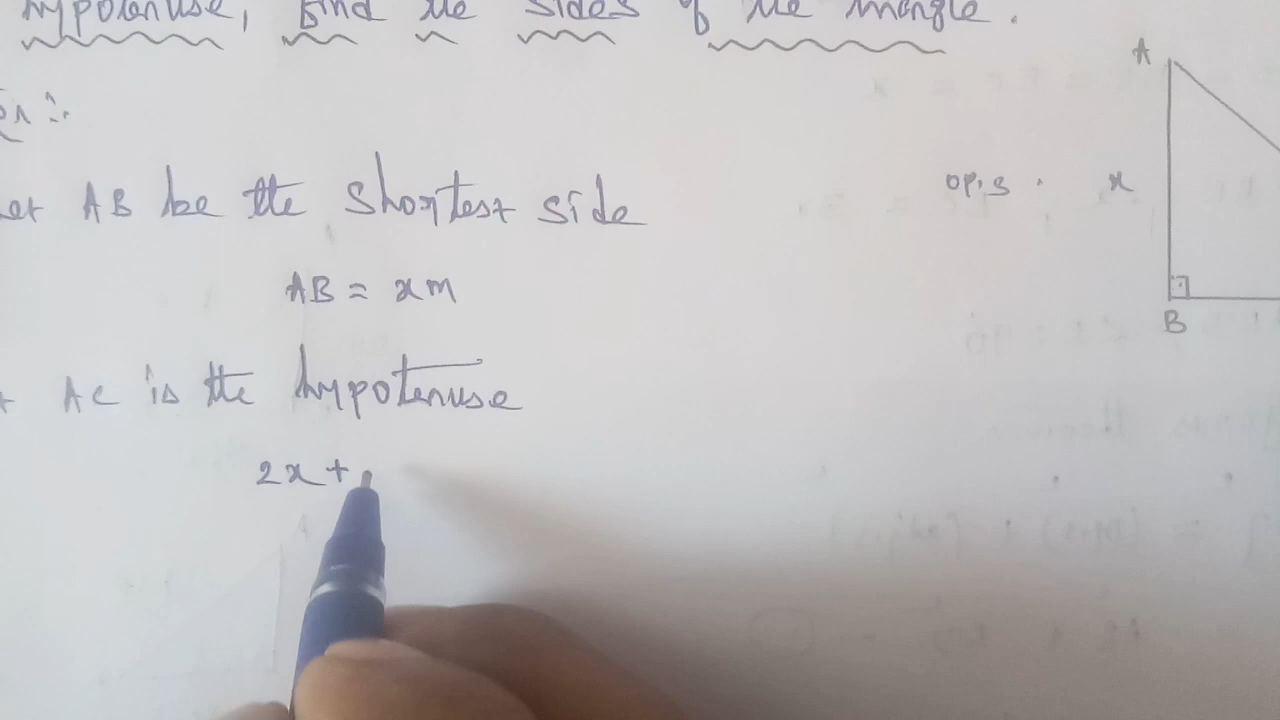 hypotenuse, find the sides of the triangle.
Let AB be the shortest side
AB = xm
AC is the hypotenuse
2x +
A
opi.s . x
B